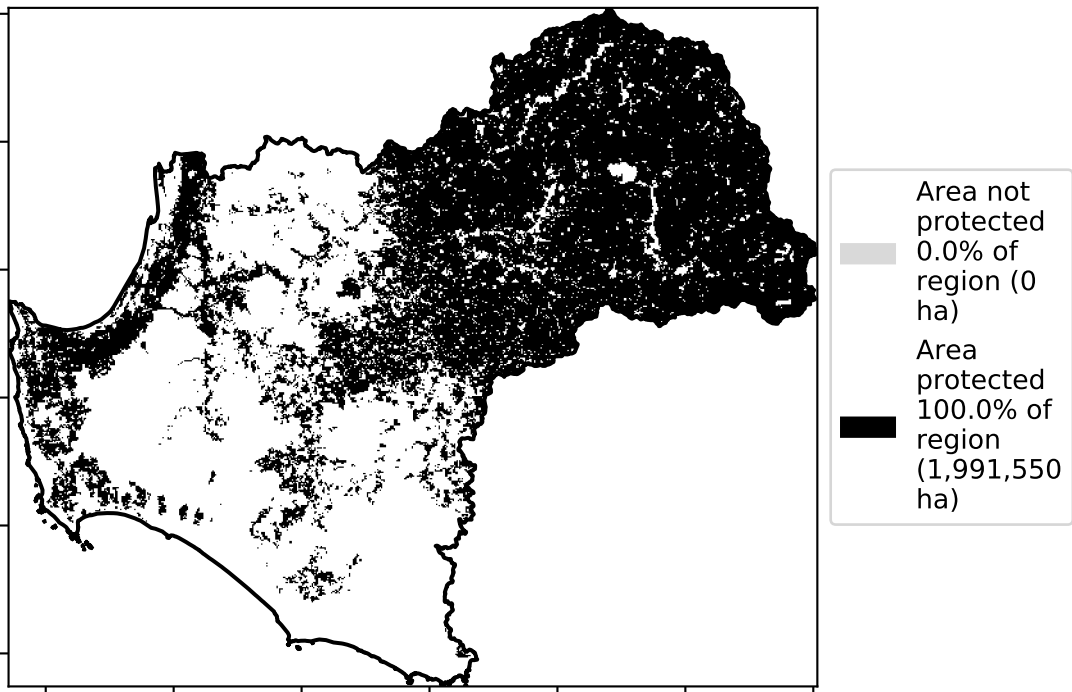 Area not
protected
0.0% of
region (0
ha)
Area
protected
100.0% of
region
(1,991,550
ha)